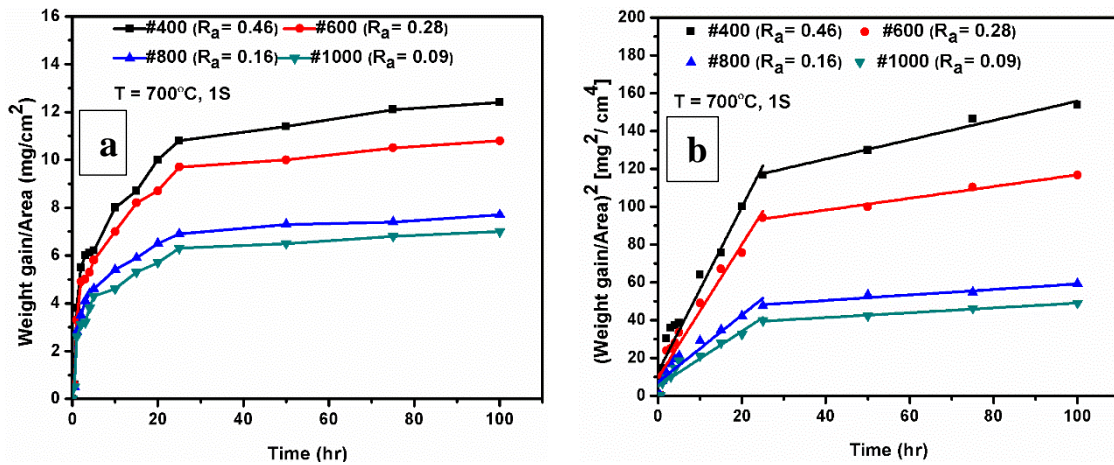 16
14
12
10
8
6
4
2
0
Weight gain/Area (mg/cm²)
#400 (Ra = 0.46) #600 (Ra = 0.28)
#800 (Ra = 0.16) #1000 (Ra = 0.09)
T = 700°C, 1S
a
0 20 40 60 80 100
Time (hr)
200
180
160
140
120
100
80
60
40
20
0
(Weight gain/Area)² [mg²/ cm⁴]
#400 (Ra = 0.46) #600 (Ra = 0.28)
#800 (Ra = 0.16) #1000 (Ra = 0.09)
T = 700°C, 1S
b
0 20 40 60 80 100
Time (hr)